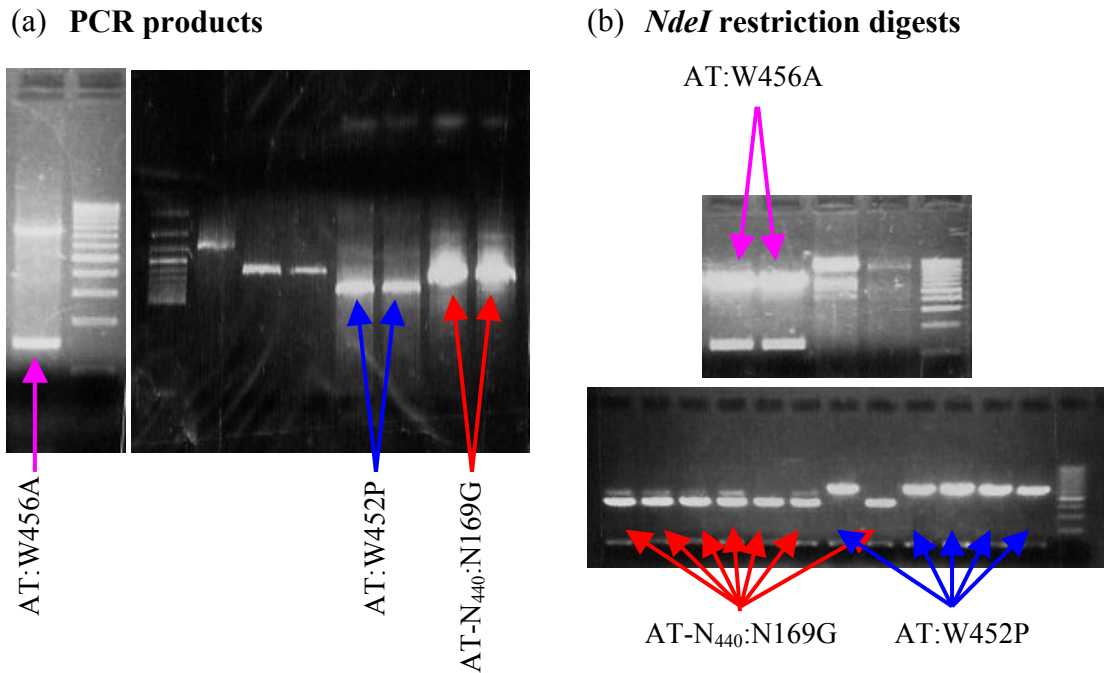 (a) PCR products
AT:W456A
AT:W452P
AT-N₄₄₀:N169G
(b) NdeI restriction digests
AT:W456A
AT-N₄₄₀:N169G
AT:W452P